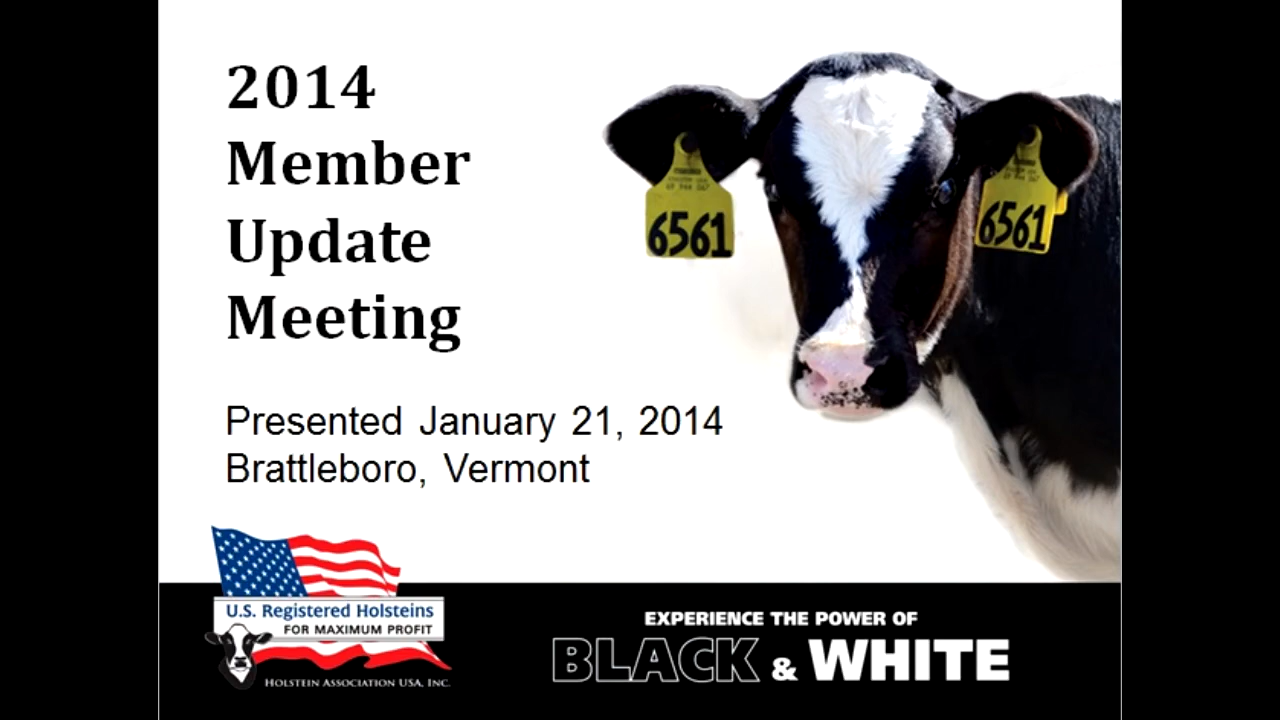 2014
Member
Update
Meeting
Presented January 21, 2014
Brattleboro, Vermont
6561
6561
U.S. Registered Holsteins
FOR MAXIMUM PROFIT
HOLSTEIN ASSOCIATION USA, INC.
EXPERIENCE THE POWER OF
BLACK & WHITE